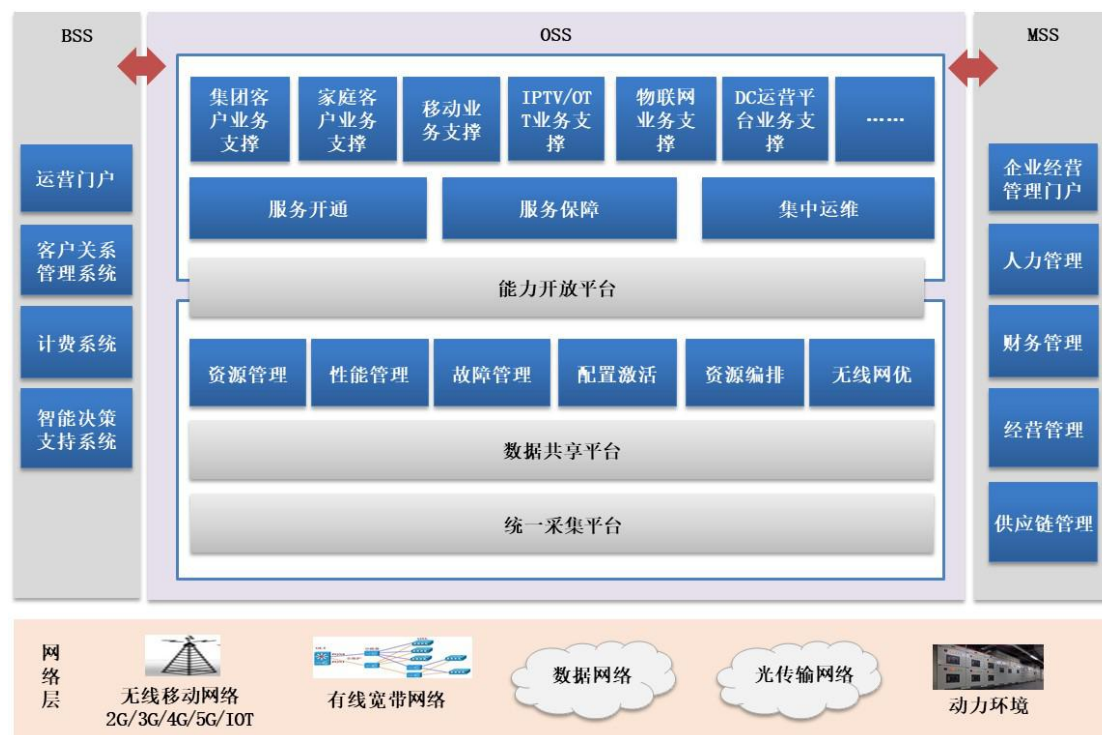 BSS
运营门户
客户关系
管理系统
计费系统
智能决策
支持系统
OSS
集团客
户业务
支撑
家庭客
户业务
支撑
移动业
务支撑
IPTV/OT
T业务支
撑
物联网
业务支
撑
DC运营平
台业务支
撑
……
服务开通
服务保障
集中运维
能力开放平台
资源管理
性能管理
故障管理
配置激活
资源编排
无线网优
数据共享平台
统一采集平台
MSS
企业经营
管理门户
人力管理
财务管理
经营管理
供应链管理
网
络
层
无线移动网络
2G/3G/4G/5G/IOT
有线宽带网络
数据网络
光传输网络
动力环境